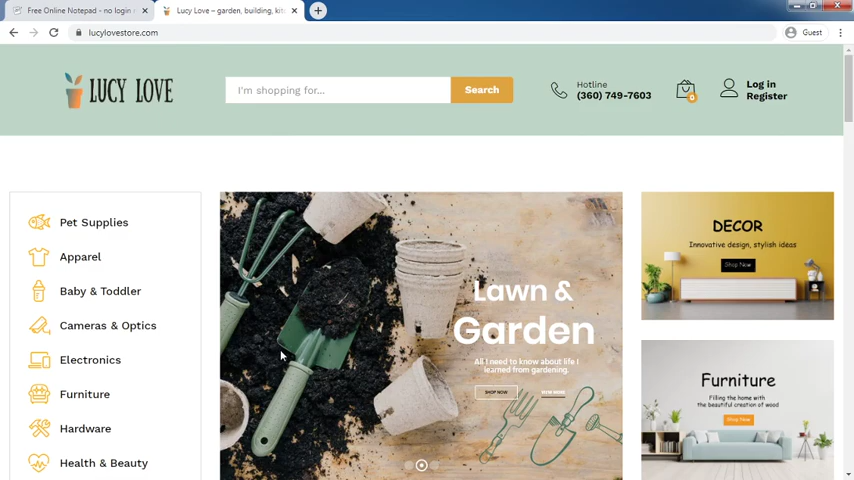 Free Online Notepad - no login
Lucy Love – garden, building, kit
lucylovestore.com
Guest
LUCY LOVE
I'm shopping for...
Search
Hotline
(360) 749-7603
0
Log in
Register
Pet Supplies
Apparel
Baby & Toddler
Cameras & Optics
Electronics
Furniture
Hardware
Health & Beauty
Lawn &
Garden
All I need to know about life I
learned from gardening.
SHOP NOW
DECOR
Innovative design, stylish ideas
Shop Now
Furniture
Filling the home with
the beautiful creation of wood
Shop Now